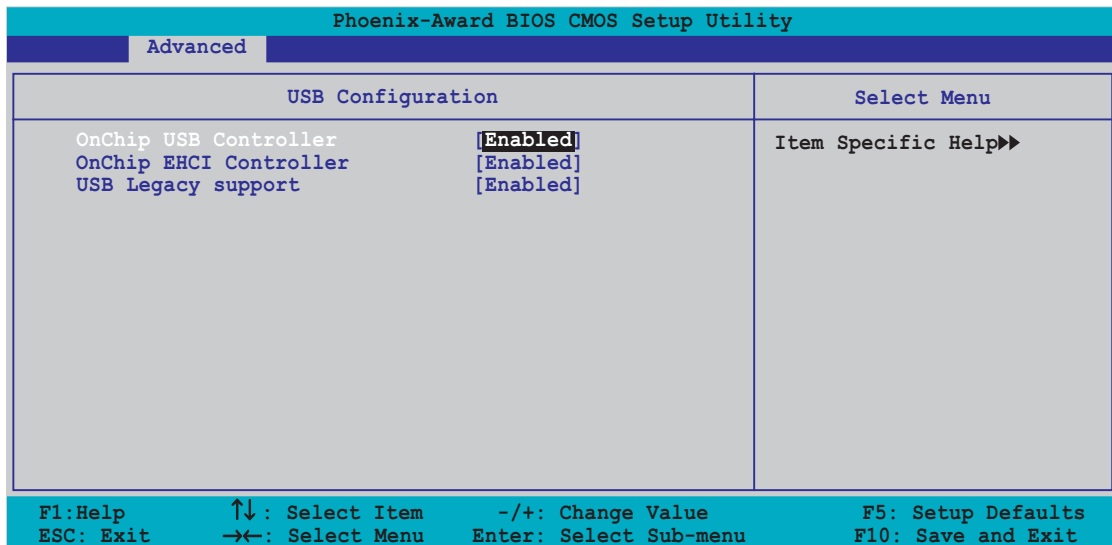 Phoenix-Award BIOS CMOS Setup Utility
Advanced
USB Configuration
Select Menu
OnChip USB Controller [Enabled]
OnChip EHCI Controller [Enabled]
USB Legacy support [Enabled]
Item Specific Help▶▶
F1:Help ↑↓: Select Item -/+: Change Value F5: Setup Defaults
ESC: Exit →←: Select Menu Enter: Select Sub-menu F10: Save and Exit